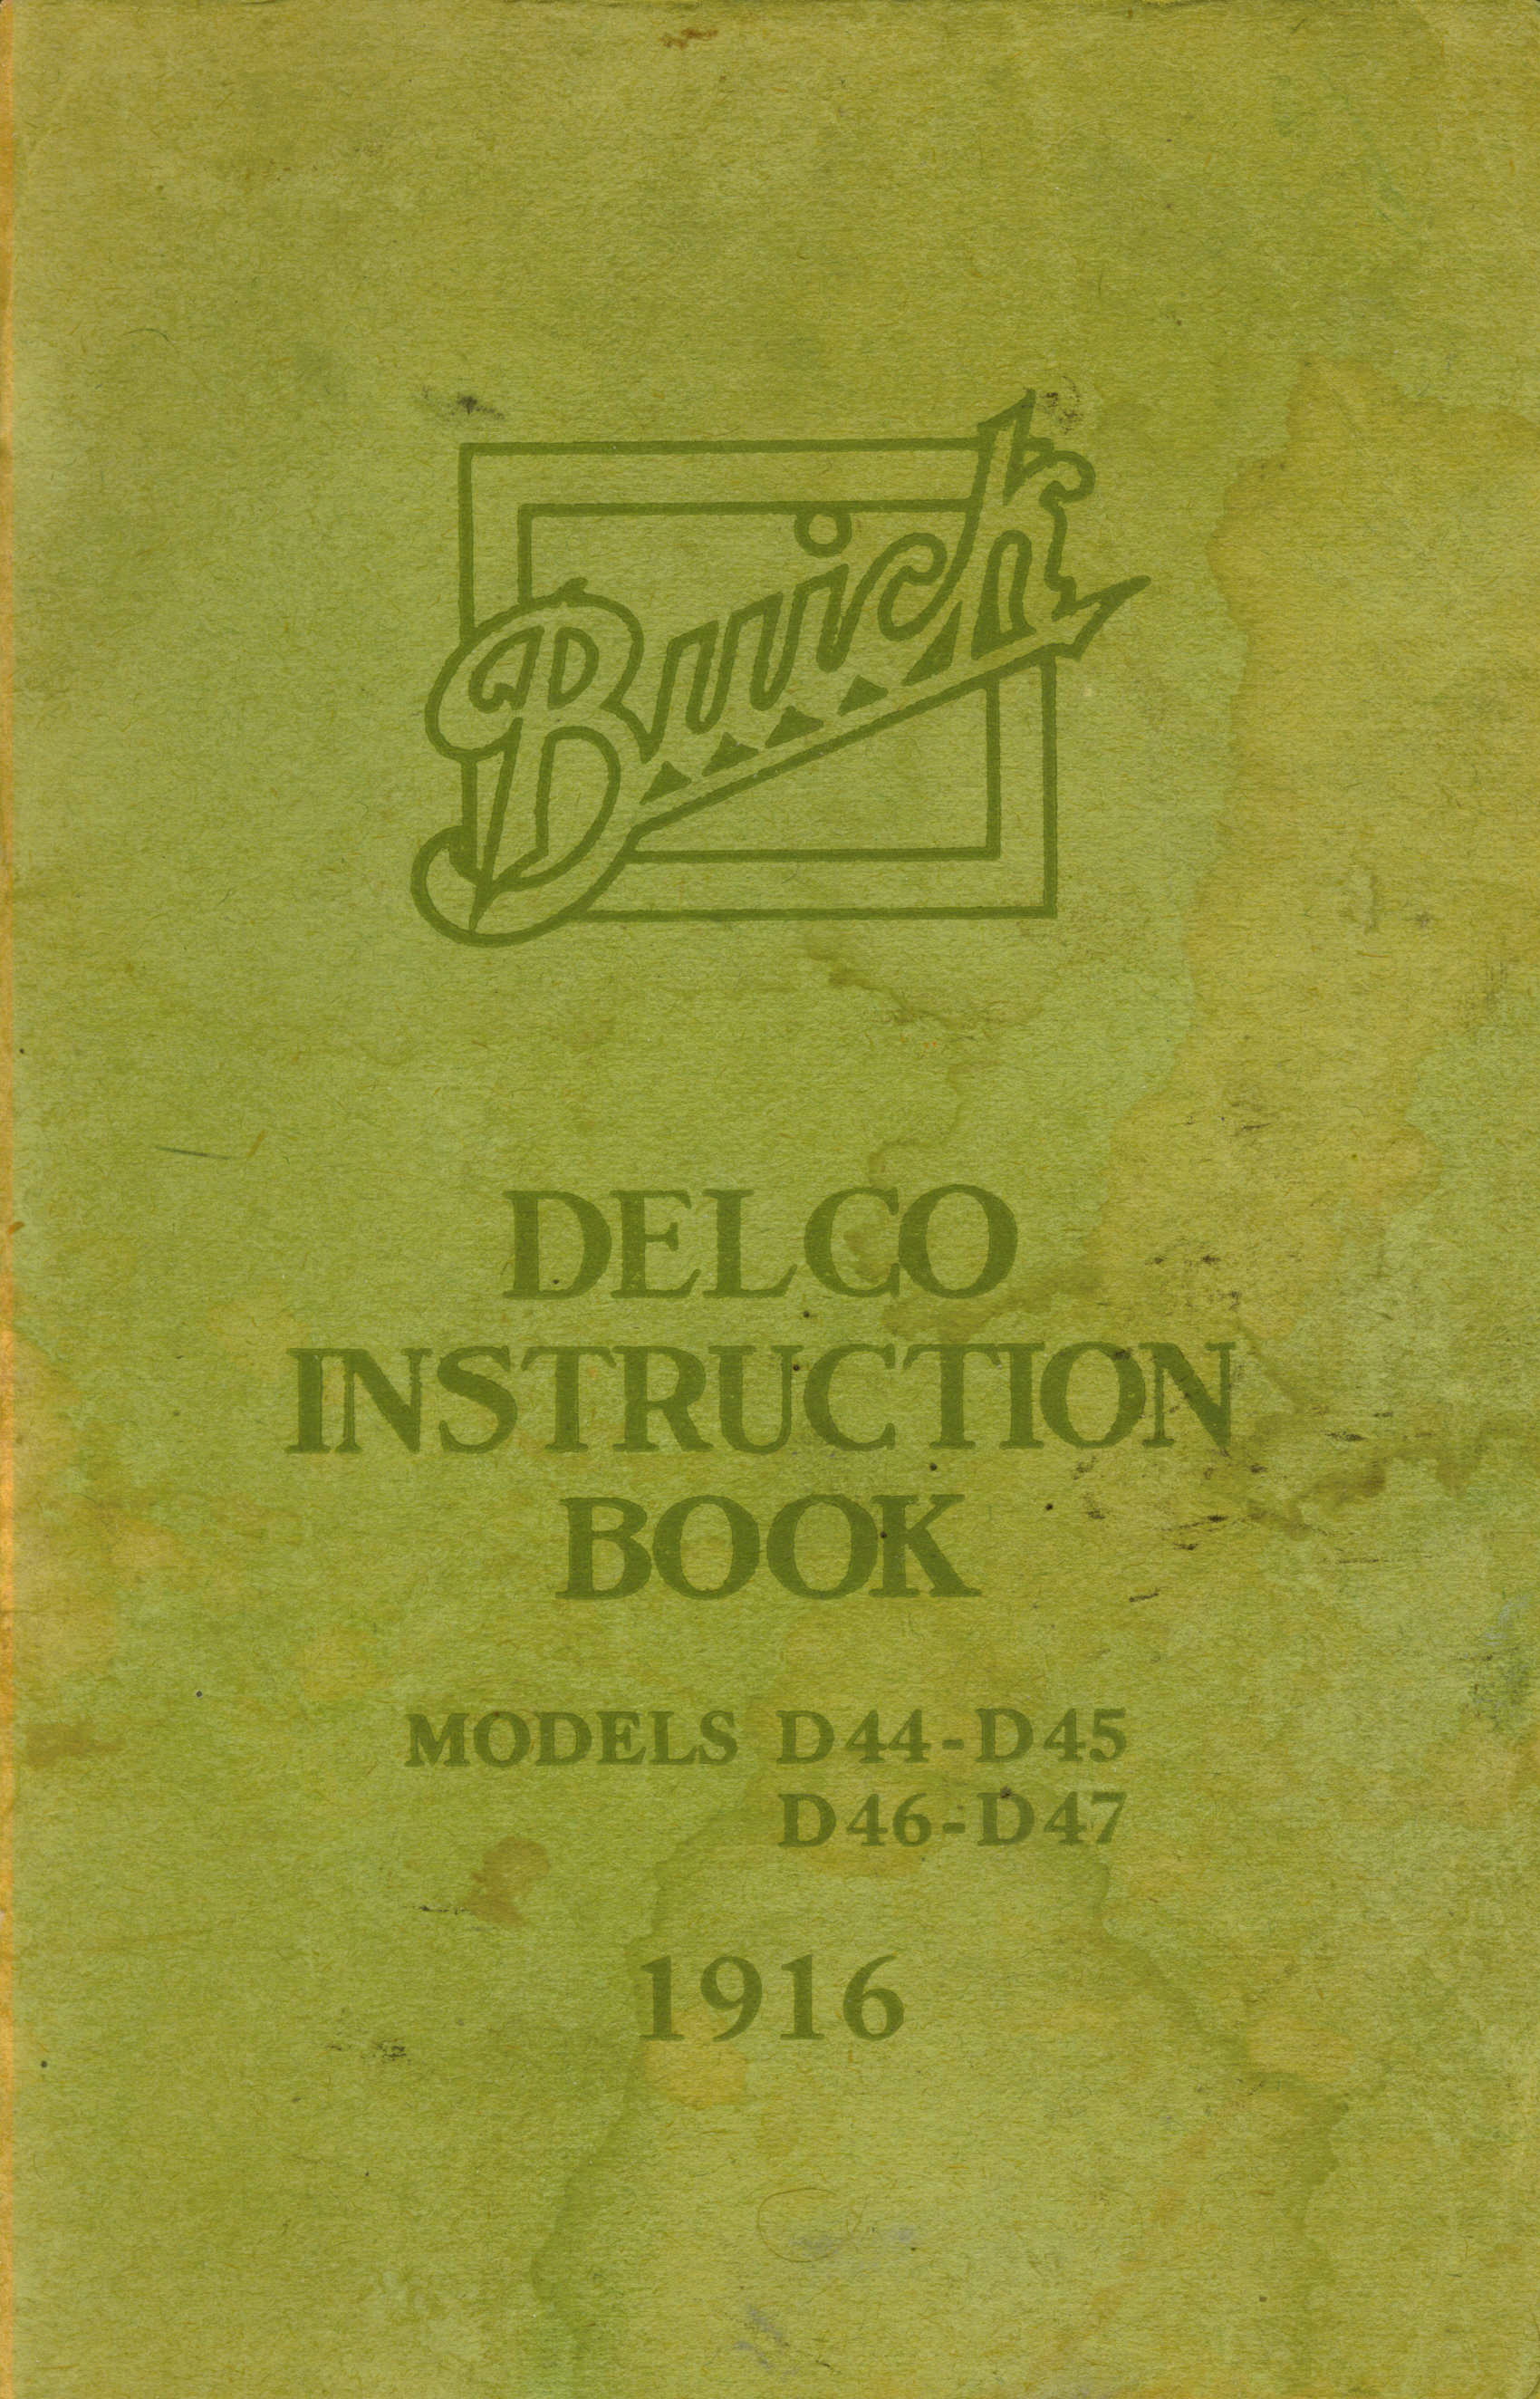 Buick
DELCO
INSTRUCTION
BOOK
MODELS D44-D45
D46-D47
1916